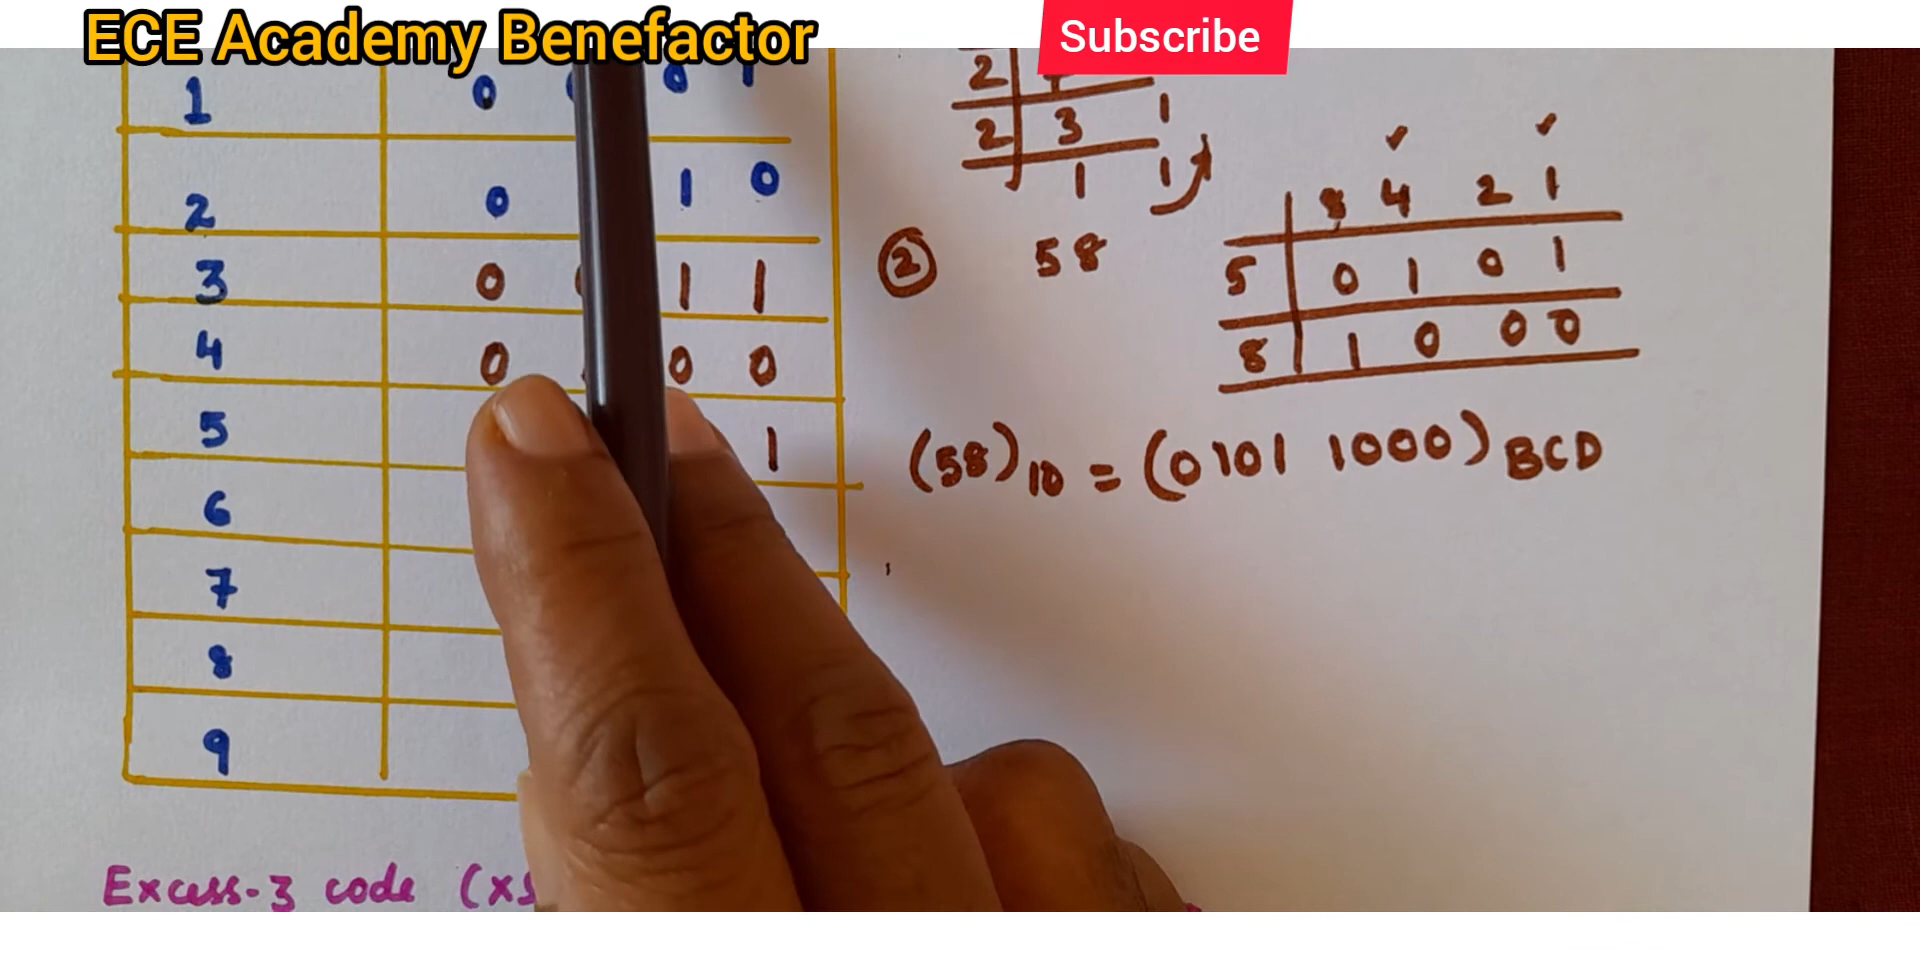 ECE Academy Benefactor
Subscribe
1 0 0 1
2 0 1 0
3 0 1 1
4 0 0 0
5 1
6
7
8
9
Excess-3 code (XS
2
2 3 1
1 1
② 58
8 4 2 1
5 0 1 0 1
8 1 0 0 0
(58)10 = (0101 1000) BCD